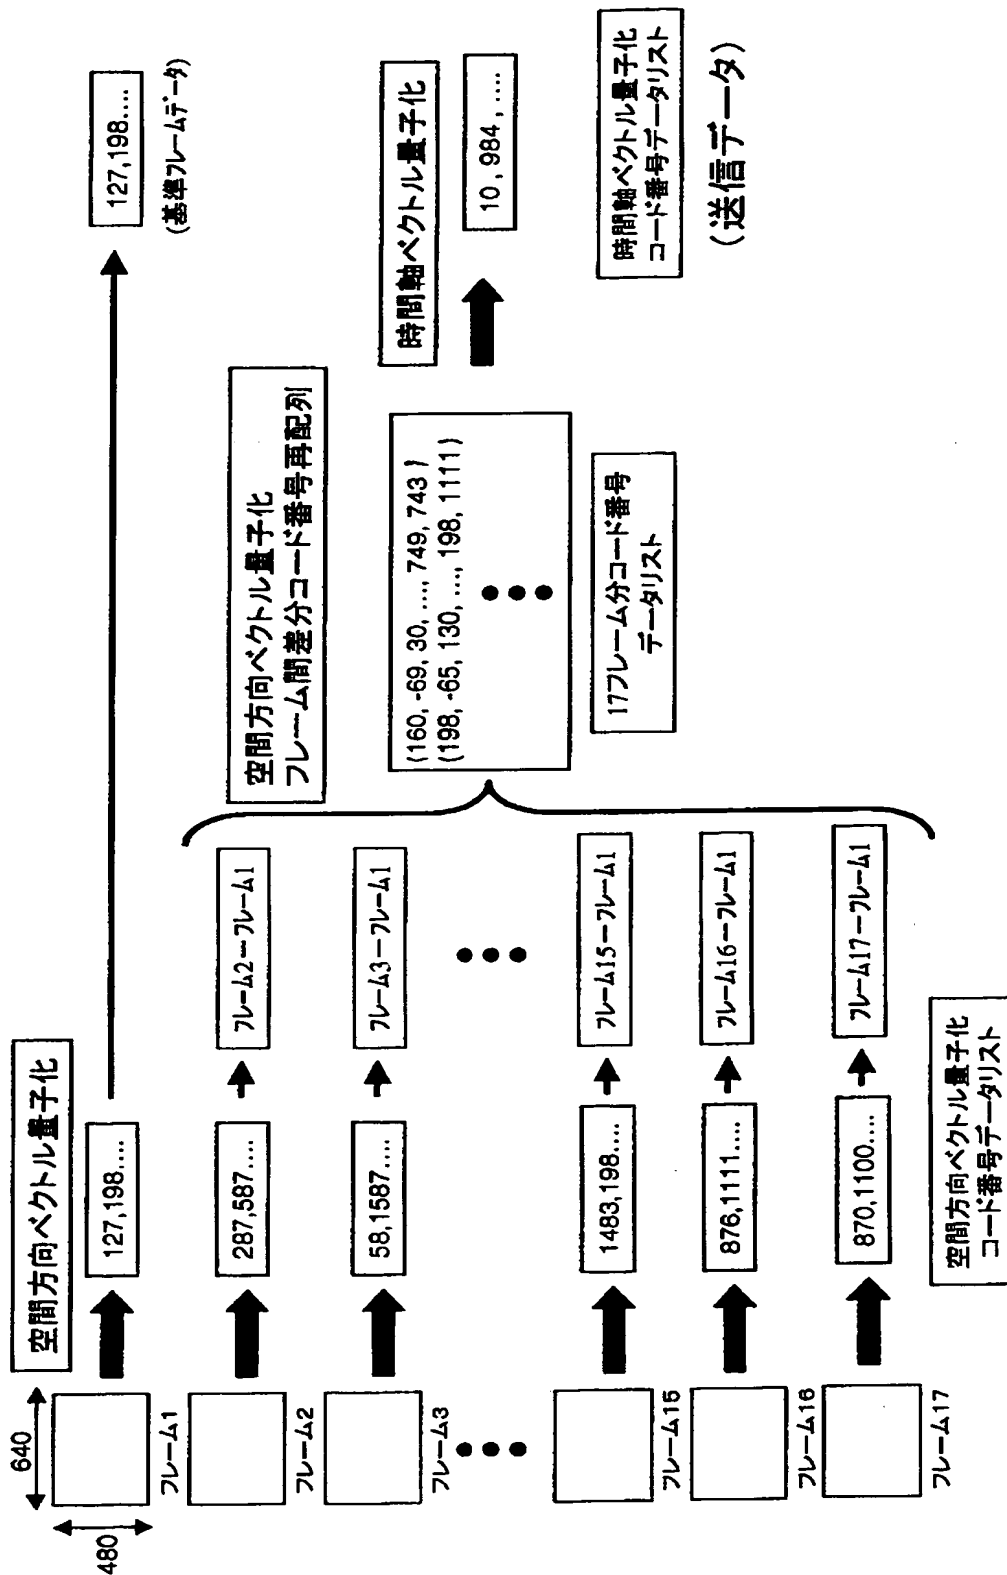 640
480
フレーム1
フレーム2
フレーム3
フレーム15
フレーム16
フレーム17
空間方向ベクトル量子化
127,198....
287,587....
58,1587....
1483,198....
876,1111....
870,1100....
空間方向ベクトル量子化
コード番号データリスト
フレーム2ーフレーム1
フレーム3ーフレーム1
フレーム15ーフレーム1
フレーム16ーフレーム1
フレーム17ーフレーム1
空間方向ベクトル量子化
フレーム間差分コード番号再配列
(160, -69, 30, ...., 749, 743 )
(198, -65, 130, ..., 198, 1111)
17フレーム分コード番号
データリスト
127,198....
(基準フレームデータ)
時間軸ベクトル量子化
10 , 984 , ....
時間軸ベクトル量子化
コード番号データリスト
(送信データ)